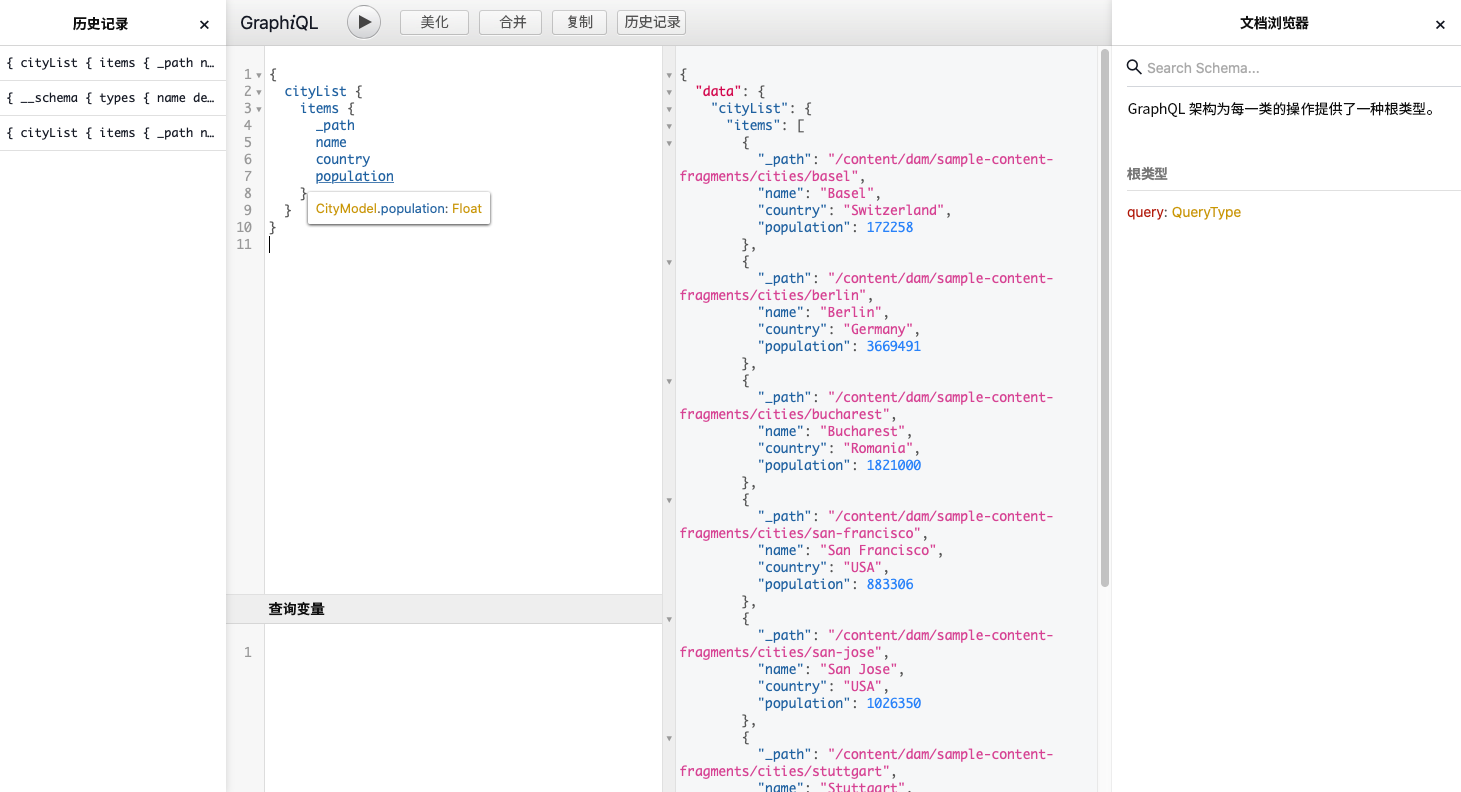 历史记录 ×
{ cityList { items { _path n…
{ __schema { types { name de…
{ cityList { items { _path n…
GraphiQL 美化 合并 复制 历史记录
1 {
2 cityList {
3 items {
4 _path
5 name
6 country
7 population
8 }
9 }
10 }
11
CityModel.population: Float
查询变量
1
{
"data": {
"cityList": {
"items": [
{
"_path": "/content/dam/sample-content-
fragments/cities/basel",
"name": "Basel",
"country": "Switzerland",
"population": 172258
},
{
"_path": "/content/dam/sample-content-
fragments/cities/berlin",
"name": "Berlin",
"country": "Germany",
"population": 3669491
},
{
"_path": "/content/dam/sample-content-
fragments/cities/bucharest",
"name": "Bucharest",
"country": "Romania",
"population": 1821000
},
{
"_path": "/content/dam/sample-content-
fragments/cities/san-francisco",
"name": "San Francisco",
"country": "USA",
"population": 883306
},
{
"_path": "/content/dam/sample-content-
fragments/cities/san-jose",
"name": "San Jose",
"country": "USA",
"population": 1026350
},
{
"_path": "/content/dam/sample-content-
fragments/cities/stuttgart",
"name": "Stuttgart",
文档浏览器 ×
Search Schema...
GraphQL 架构为每一类的操作提供了一种根类型。
根类型
query: QueryType